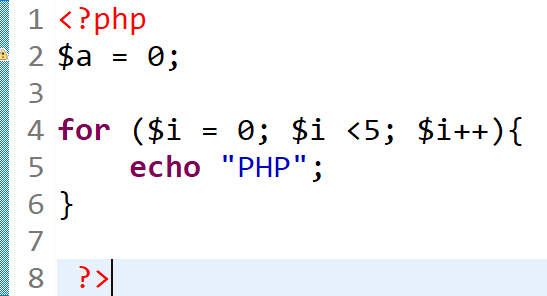 1 <?php
2 $a = 0;
3
4 for ($i = 0; $i <5; $i++){
5     echo "PHP";
6 }
7
8  ?>